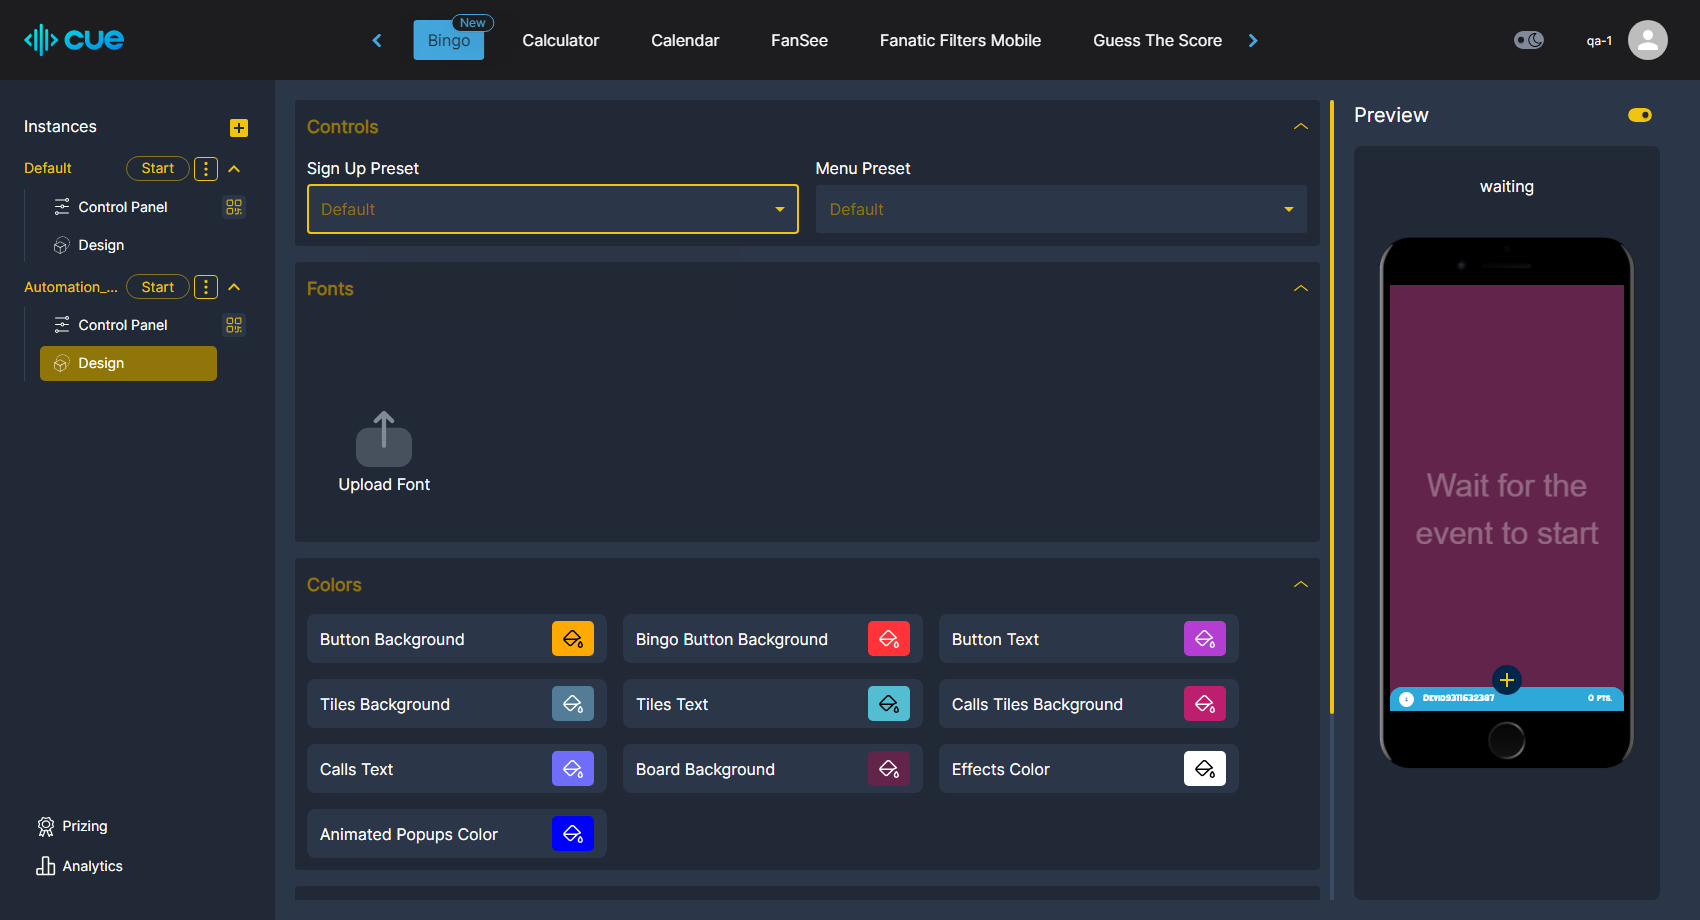 cue
Bingo
New
Calculator
Calendar
FanSee
Fanatic Filters Mobile
Guess The Score
qa-1
Instances
Default
Start
Control Panel
Design
Automation_...
Start
Control Panel
Design
Prizing
Analytics
Controls
Sign Up Preset
Default
Menu Preset
Default
Fonts
Upload Font
Colors
Button Background
Bingo Button Background
Button Text
Tiles Background
Tiles Text
Calls Tiles Background
Calls Text
Board Background
Effects Color
Animated Popups Color
Preview
waiting
Wait for the
event to start
DEVID9311632387
0 PTS.